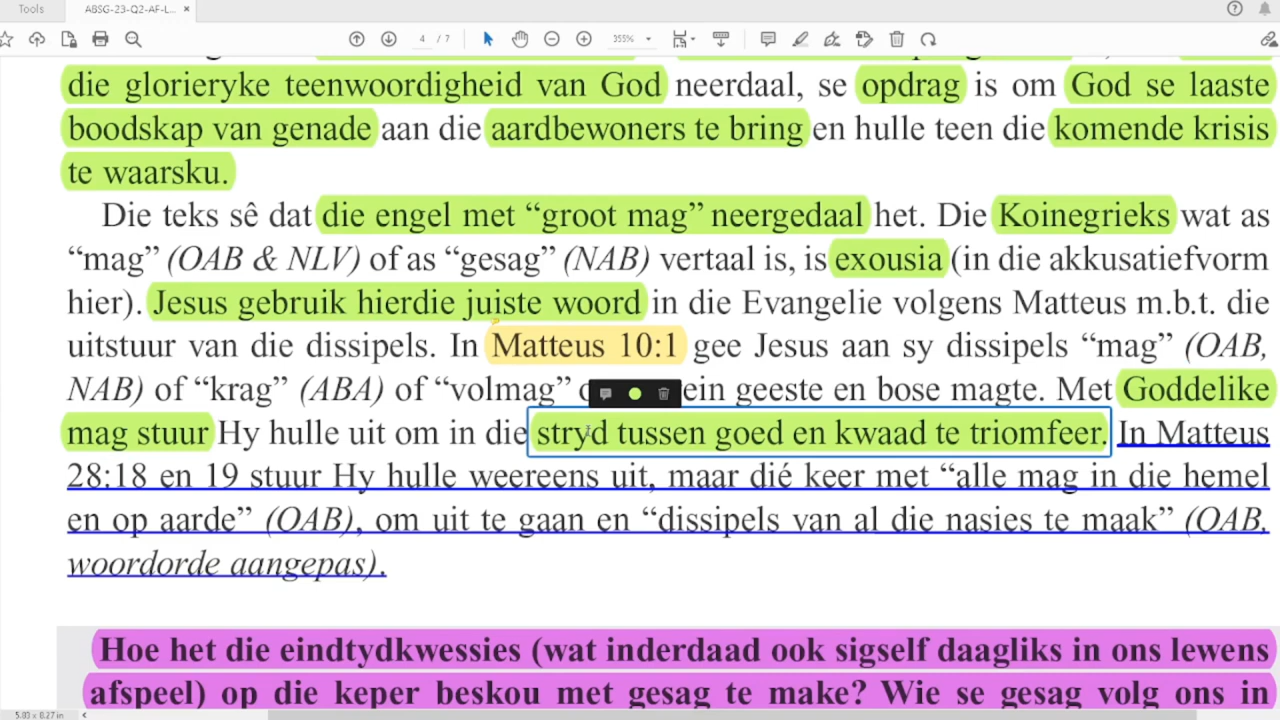 Tools ABSG-23-Q2-AF-L... ×
4 / 7 355%
die glorieryke teenwoordigheid van God neerdaal, se opdrag is om God se laaste
boodskap van genade aan die aardbewoners te bring en hulle teen die komende krisis
te waarsku.
Die teks sê dat die engel met “groot mag” neergedaal het. Die Koinegrieks wat as
“mag” (OAB & NLV) of as “gesag” (NAB) vertaal is, is exousia (in die akkusatiefvorm
hier). Jesus gebruik hierdie juiste woord in die Evangelie volgens Matteus m.b.t. die
uitstuur van die dissipels. In Matteus 10:1 gee Jesus aan sy dissipels “mag” (OAB,
NAB) of “krag” (ABA) of “volmag” geeste en bose magte. Met Goddelike
mag stuur Hy hulle uit om in die stryd tussen goed en kwaad te triomfeer. In Matteus
28:18 en 19 stuur Hy hulle weereens uit, maar dié keer met “alle mag in die hemel
en op aarde” (OAB), om uit te gaan en “dissipels van al die nasies te maak” (OAB,
woordorde aangepas).
Hoe het die eindtydkwessies (wat inderdaad ook sigself daagliks in ons lewens
afspeel) op die keper beskou met gesag te make? Wie se gesag volg ons in
5.83 x 8.27 in